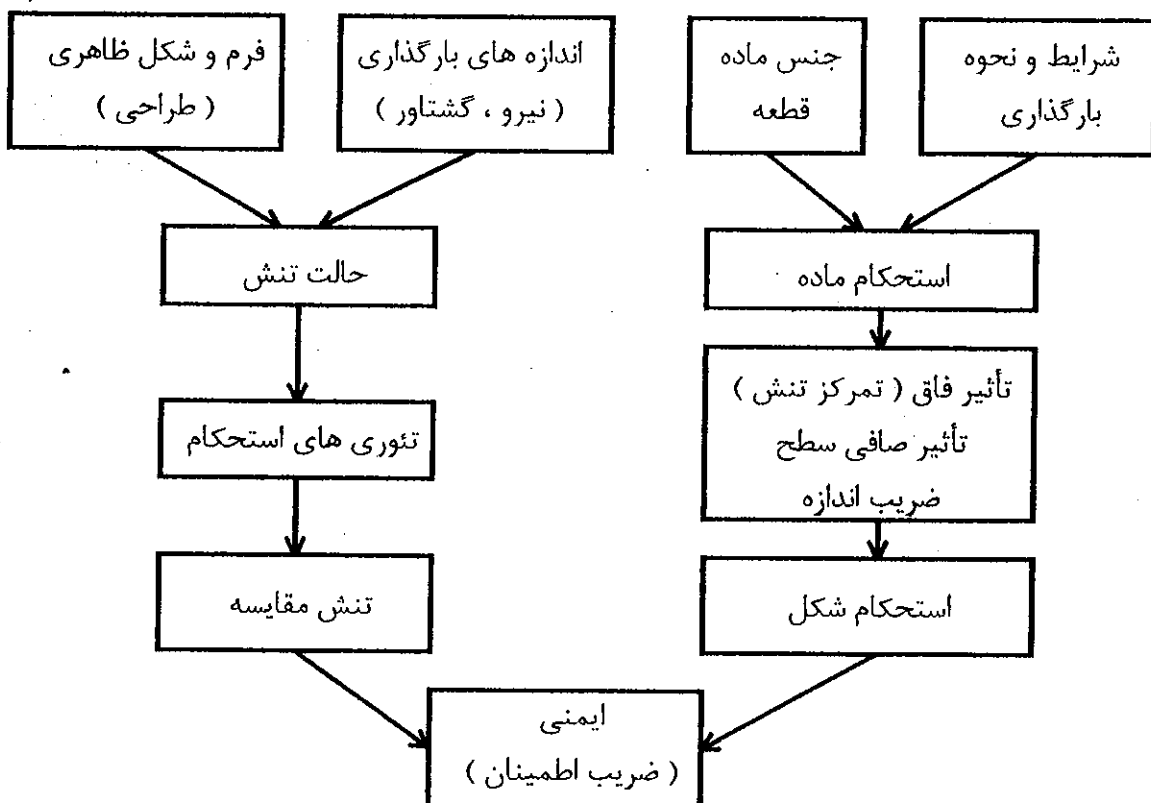 شرایط و نحوه
بارگذاری
جنس ماده
قطعه
اندازه های بارگذاری
( نیرو ، گشتاور )
فرم و شکل ظاهری
( طراحی )
استحکام ماده
حالت تنش
تأثیر فاق ( تمرکز تنش )
تأثیر صافی سطح
ضریب اندازه
تئوری های استحکام
استحکام شکل
تنش مقایسه
ایمنی
( ضریب اطمینان )